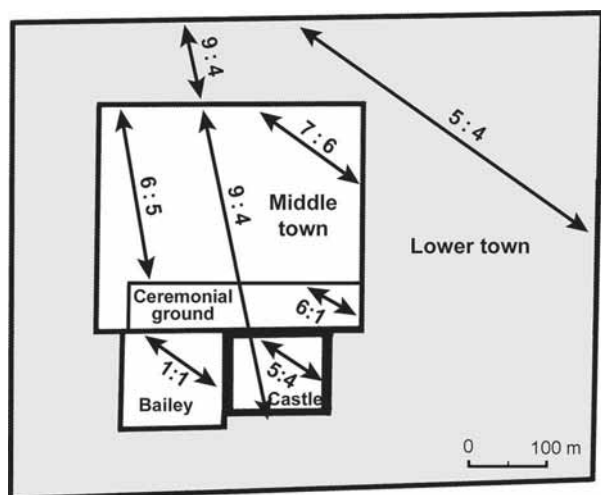 9:4
5:4
7:6
6:5
9:4
Middle
town
Lower town
Ceremonial
ground
6:1
1:1
5:4
Bailey
Castle
0 100 m